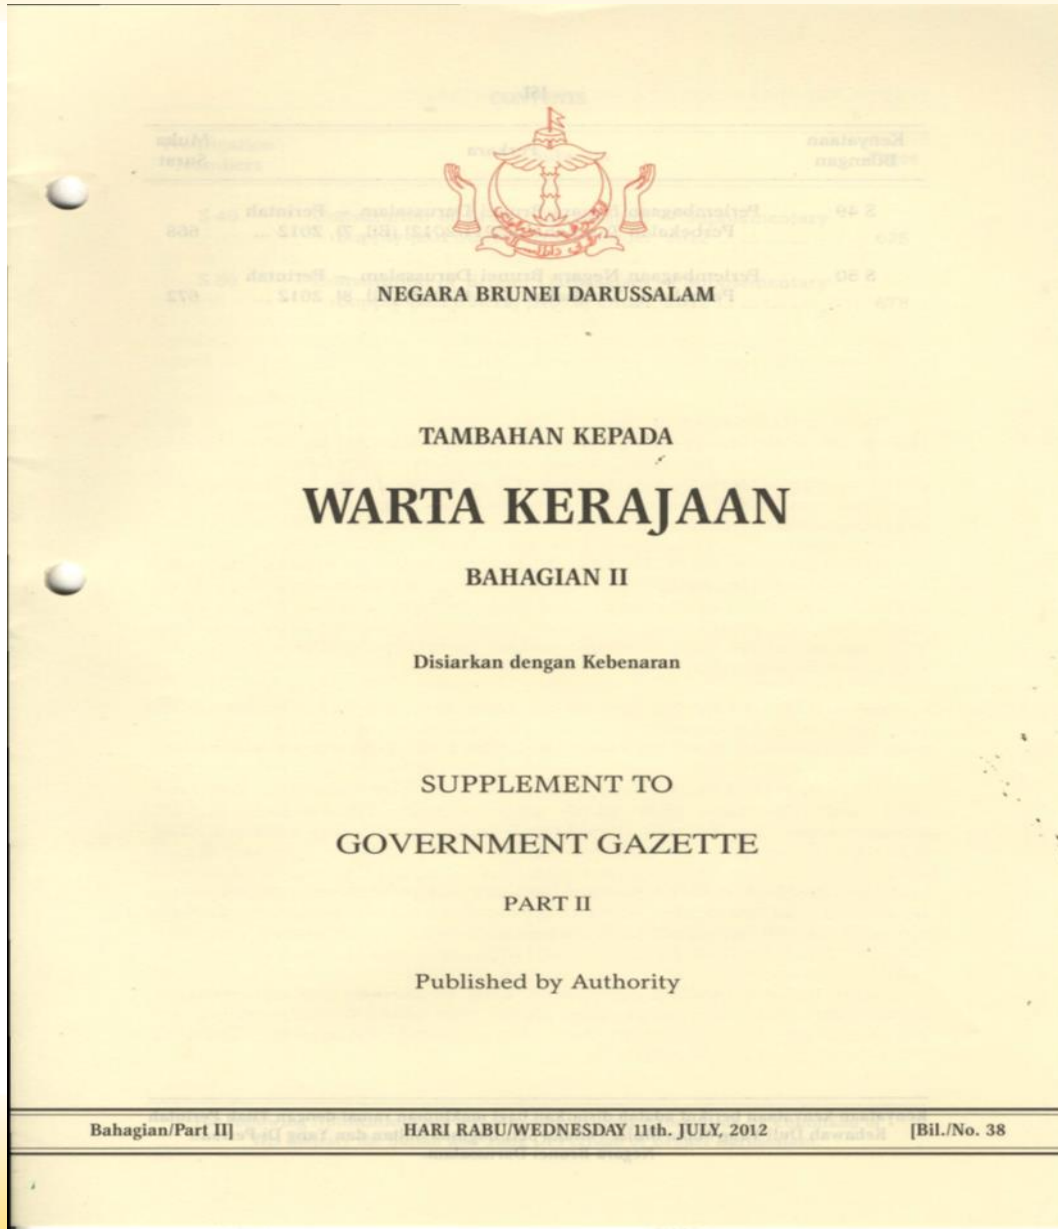 NEGARA BRUNEI DARUSSALAM
TAMBAHAN KEPADA
WARTA KERAJAAN
BAHAGIAN II
Disiarkan dengan Kebenaran
SUPPLEMENT TO
GOVERNMENT GAZETTE
PART II
Published by Authority
Bahagian/Part II] HARI RABU/WEDNESDAY 11th. JULY, 2012 [Bil./No. 38